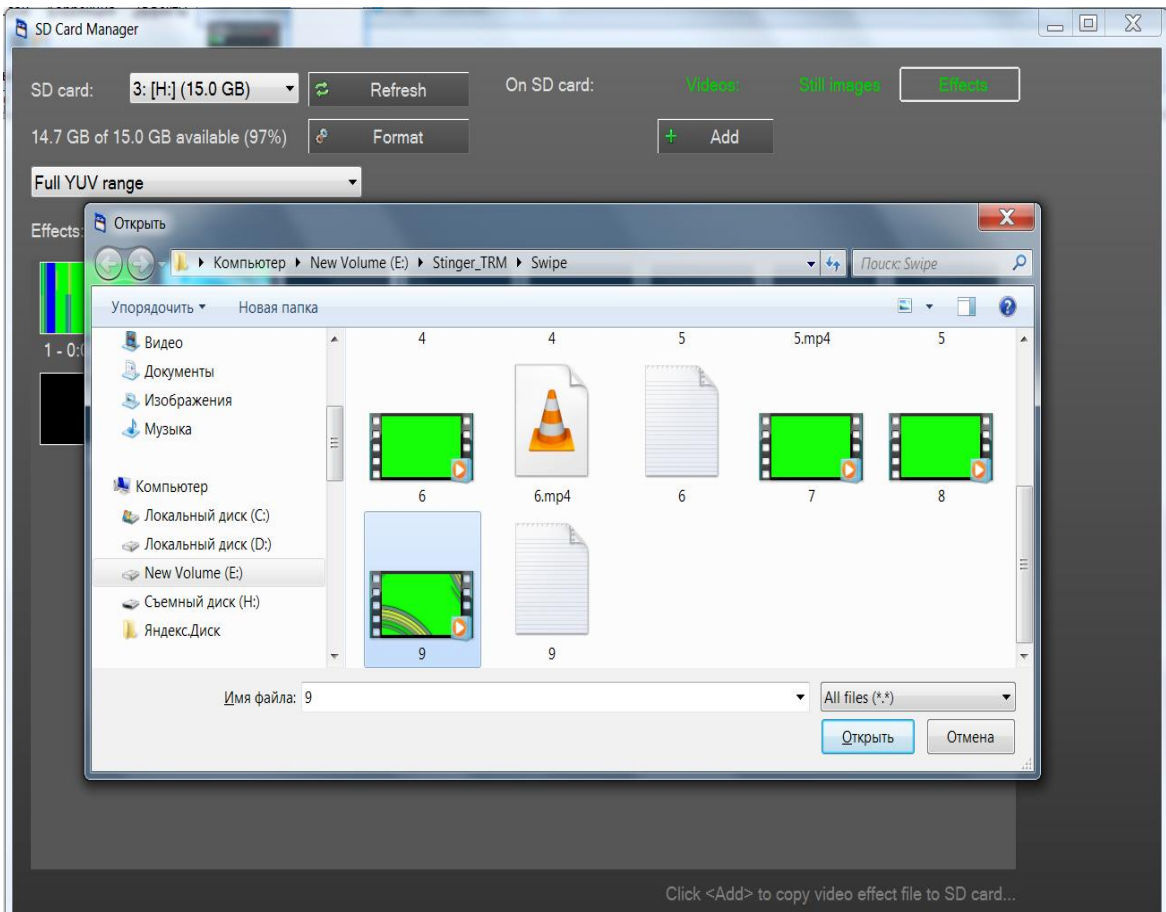 SD Card Manager
SD card: 3: [H:] (15.0 GB) Refresh On SD card: Videos: Still images Effects
14.7 GB of 15.0 GB available (97%) Format Add
Full YUV range
Effects:
Открыть
Компьютер New Volume (E:) Stinger_TRM Swipe Поиск: Swipe
Упорядочить Новая папка
Видео
Документы
Изображения
Музыка
Компьютер
Локальный диск (C:)
Локальный диск (D:)
New Volume (E:)
Съемный диск (H:)
Яндекс.Диск
4 4 5 5.mp4 5
6 6.mp4 6 7 8
9 9
1 - 0:
Имя файла: 9 All files (*.*)
Открыть Отмена
Click <Add> to copy video effect file to SD card...